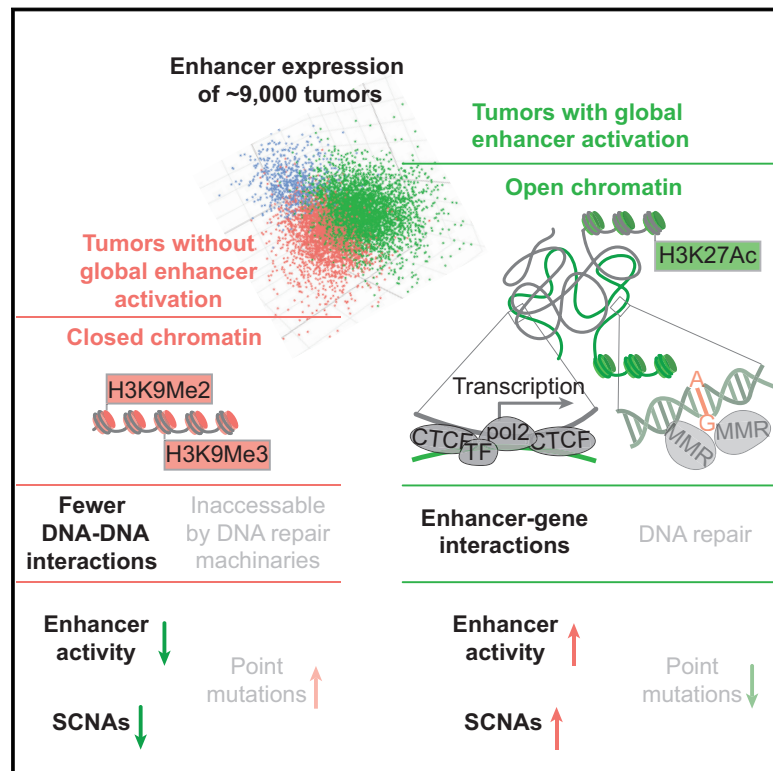 Enhancer expression
of ~9,000 tumors
Tumors with global
enhancer activation
Open chromatin
H3K27Ac
Tumors without
global enhancer
activation
Closed chromatin
H3K9Me2
H3K9Me3
Transcription
CTCF
TF
pol2
CTCF
A
G
MMR
MMR
Fewer
DNA-DNA
interactions
Inaccessable
by DNA repair
machinaries
Enhancer-gene
interactions
DNA repair
Enhancer
activity
Point
mutations
SCNAs
Enhancer
activity
Point
mutations
SCNAs